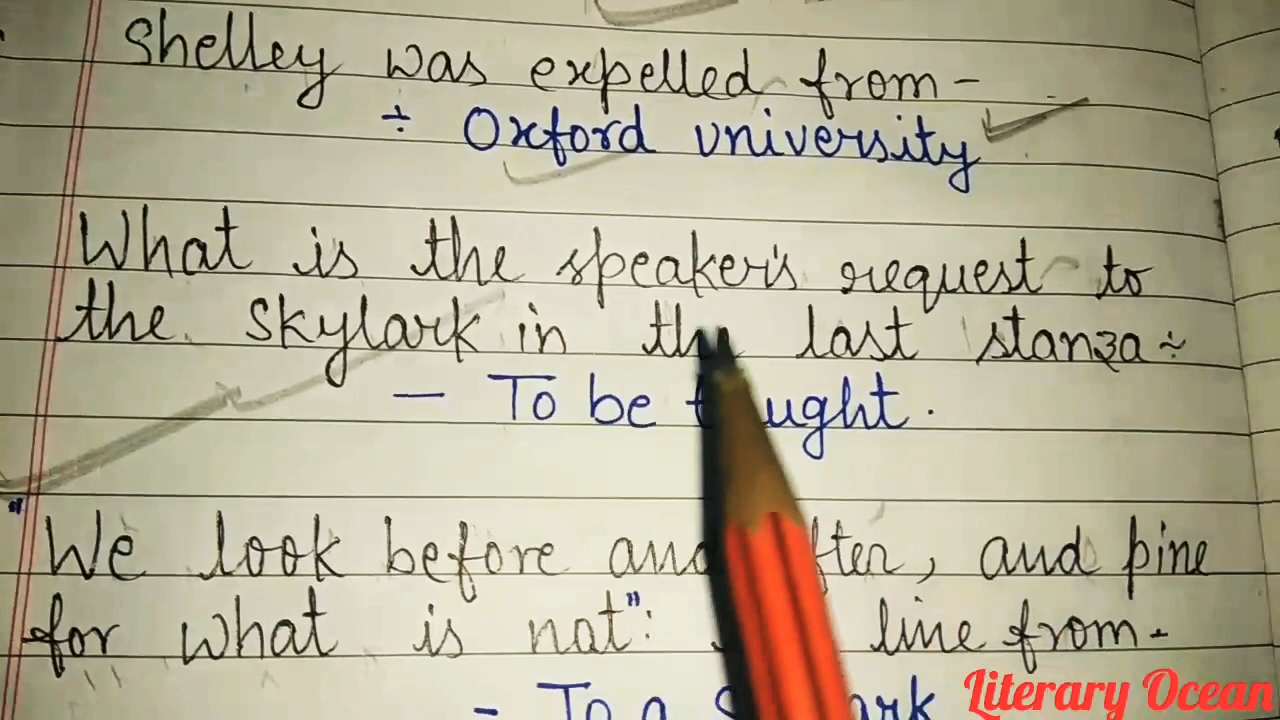 Shelley was expelled from -
÷ Oxford university
What is the speaker's request to
the skylark in the last stanza ÷
- To be taught.
"We look before and after, and pine
for what is not": line from -
- To a
Literary Ocean